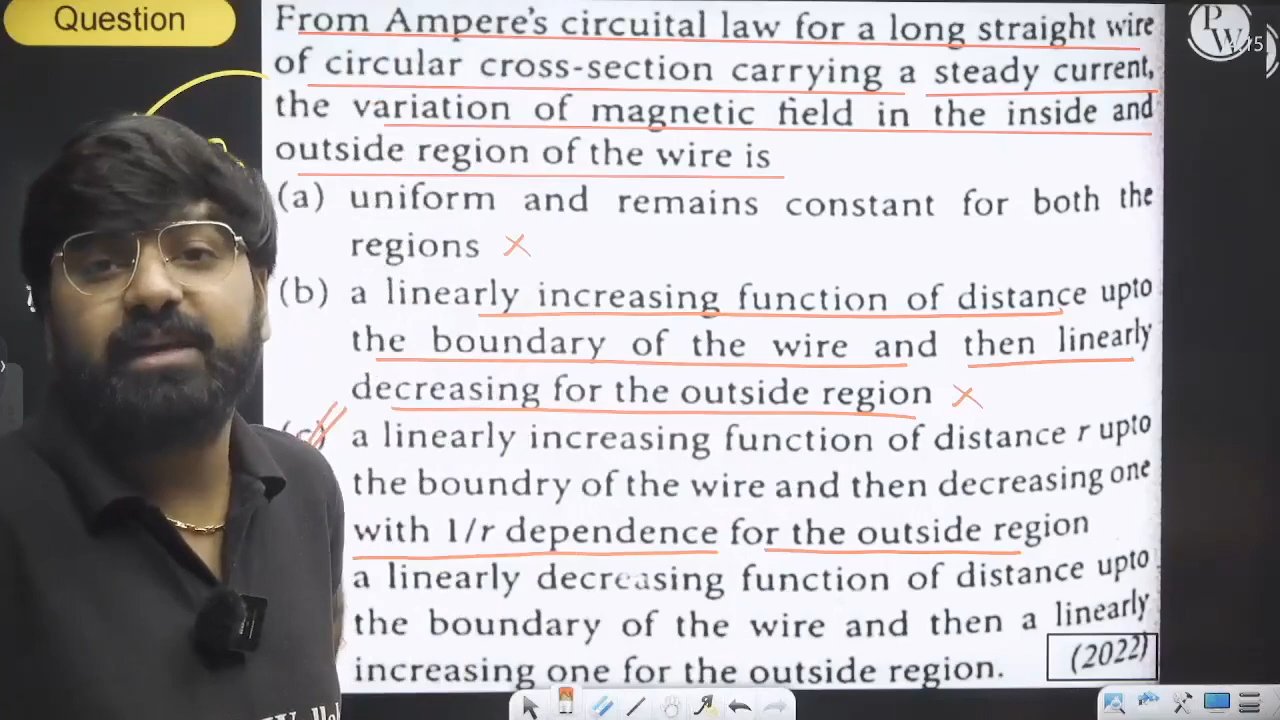 Question
From Ampere's circuital law for a long straight wire
of circular cross-section carrying a steady current,
the variation of magnetic field in the inside and
outside region of the wire is
(a) uniform and remains constant for both the
regions
(b) a linearly increasing function of distance upto
the boundary of the wire and then linearly
decreasing for the outside region
(c) a linearly increasing function of distance r upto
the boundry of the wire and then decreasing one
with 1/r dependence for the outside region
a linearly decreasing function of distance upto
the boundary of the wire and then a linearly
increasing one for the outside region.
(2022)
P
W